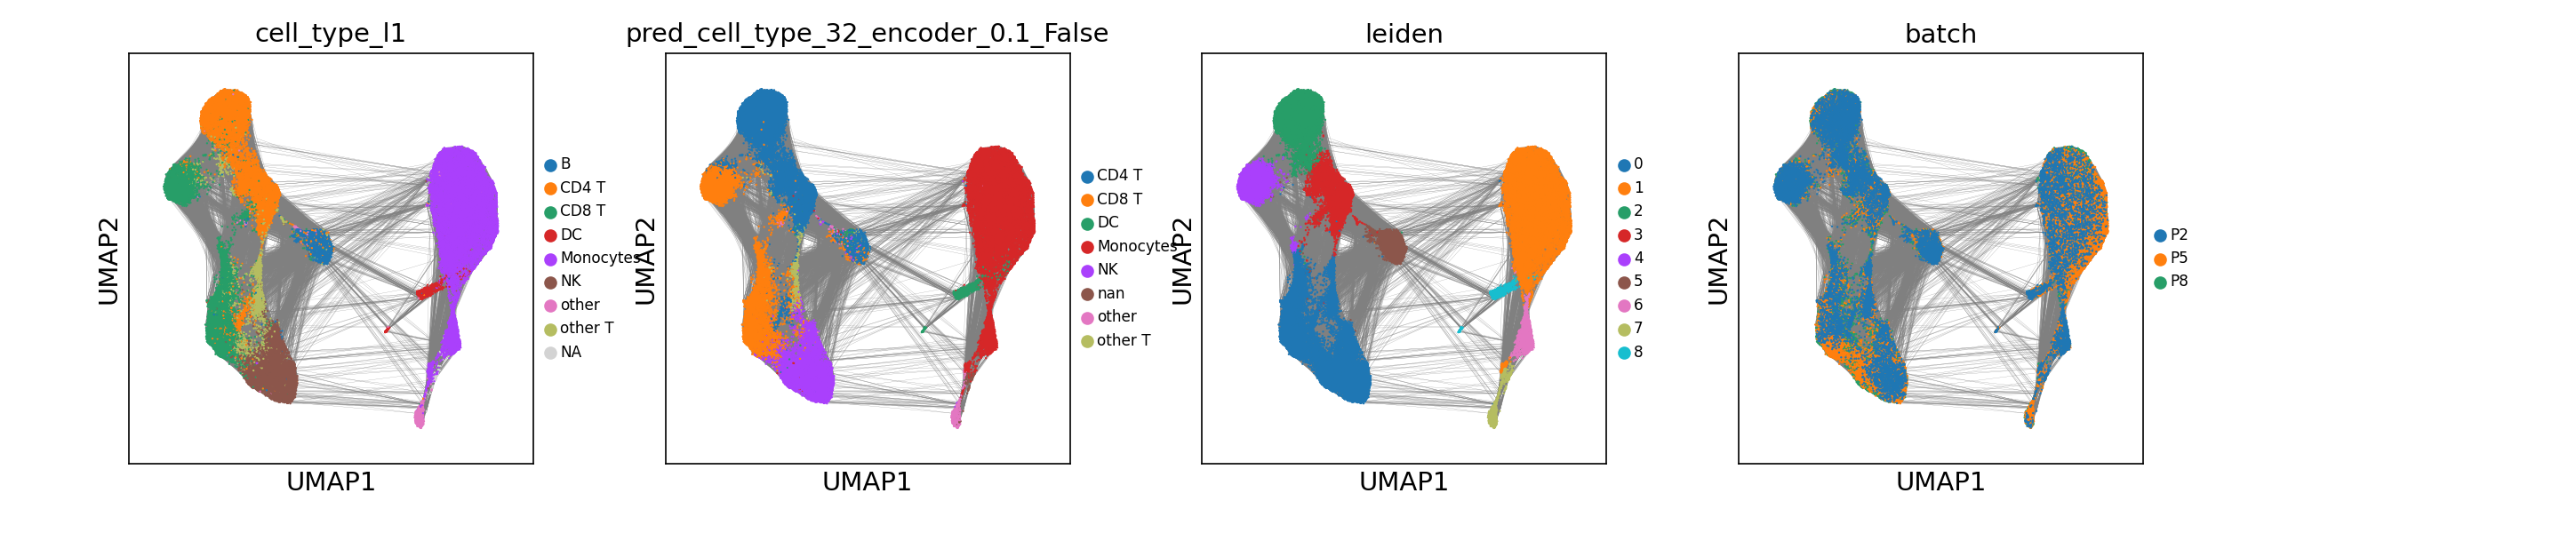 cell_type_l1
UMAP2
UMAP1
B
CD4 T
CD8 T
DC
Monocytes
NK
other
other T
NA
pred_cell_type_32_encoder_0.1_False
UMAP2
UMAP1
CD4 T
CD8 T
DC
Monocytes
NK
nan
other
other T
leiden
UMAP2
UMAP1
0
1
2
3
4
5
6
7
8
batch
UMAP2
UMAP1
P2
P5
P8